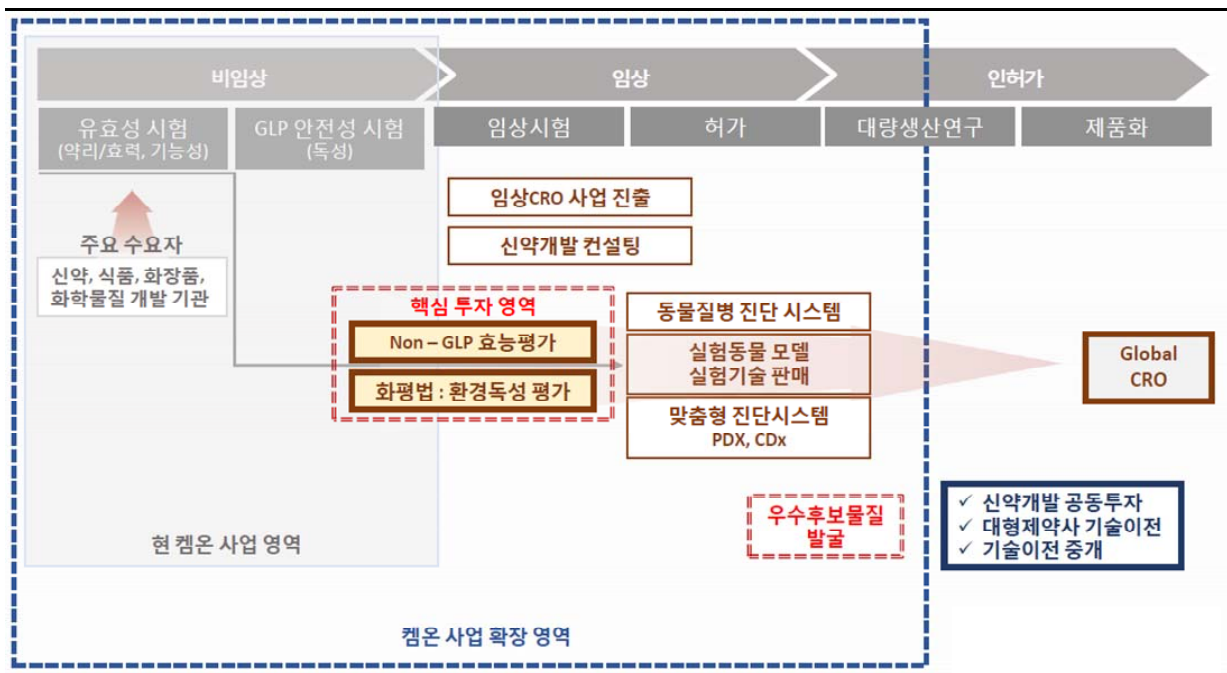 비임상
임상
인허가
유효성 시험
(약리/효력, 기능성)
GLP 안전성 시험
(독성)
임상시험
허가
대량생산연구
제품화
임상CRO 사업 진출
신약개발 컨설팅
주요 수요자
신약, 식품, 화장품,
화학물질 개발 기관
핵심 투자 영역
Non – GLP 효능평가
화평법 : 환경독성 평가
동물질병 진단 시스템
실험동물 모델
실험기술 판매
맞춤형 진단시스템
PDX, CDx
Global
CRO
우수후보물질
발굴
✓ 신약개발 공동투자
✓ 대형제약사 기술이전
✓ 기술이전 중개
현 켐온 사업 영역
켐온 사업 확장 영역